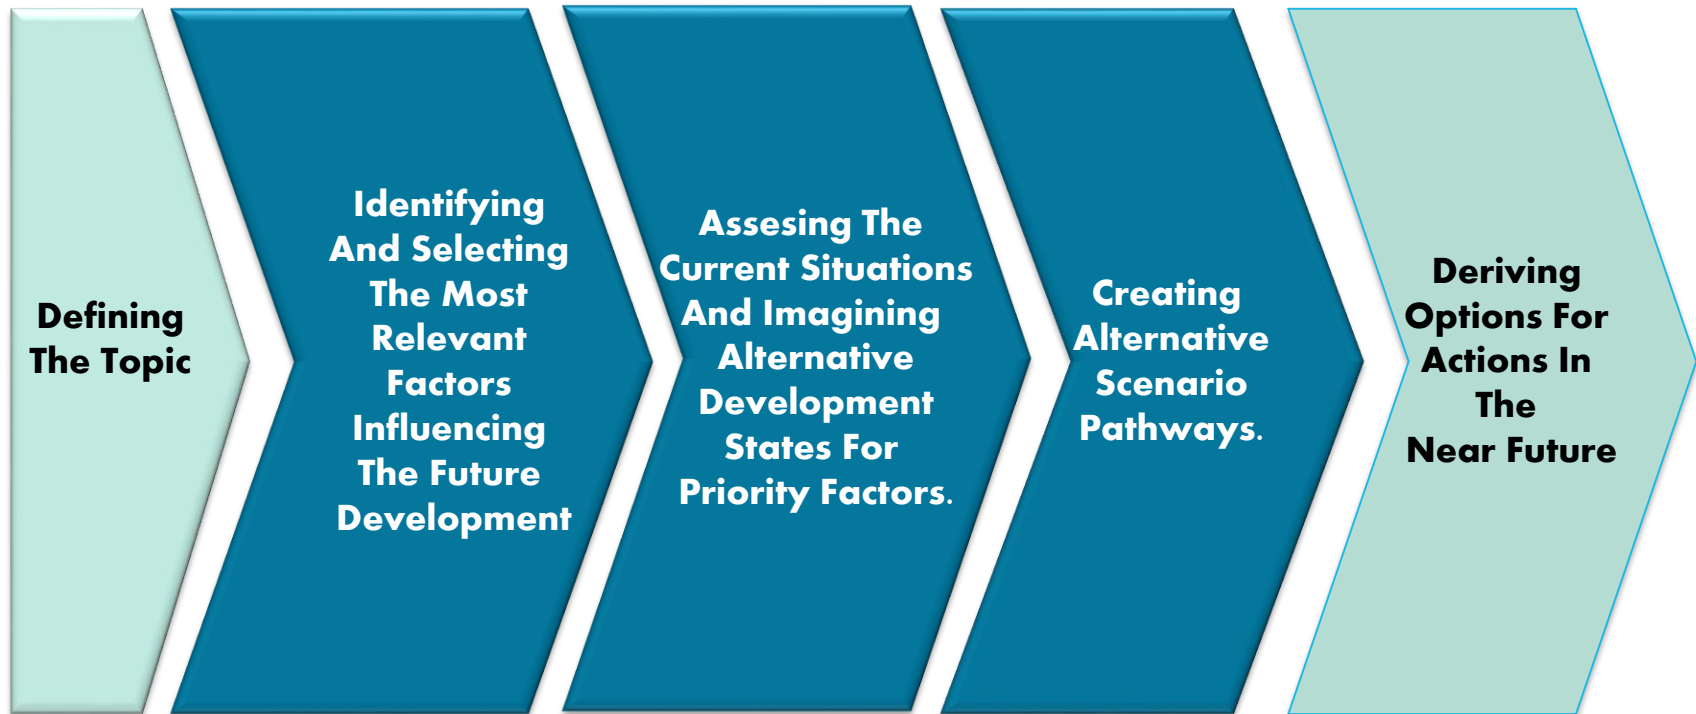 Defining
The Topic
Identifying
And Selecting
The Most
Relevant
Factors
Influencing
The Future
Development
Assesing The
Current Situations
And Imagining
Alternative
Development
States For
Priority Factors.
Creating
Alternative
Scenario
Pathways.
Deriving
Options For
Actions In
The
Near Future